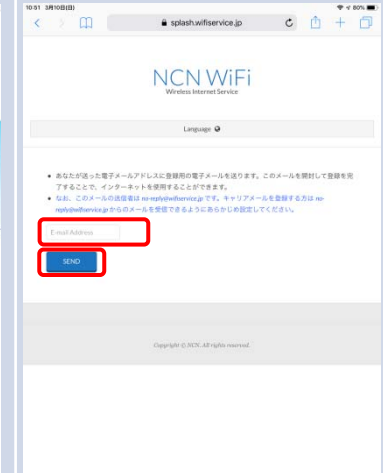 10:51 3月10日(日)
80%
splash.wifiservice.jp
NCN WiFi
Wireless Internet Service
Language
あなたが送った電子メールアドレスに登録用の電子メールを送ります。このメールを開封して登録を完
了することで、インターネットを使用することができます。
なお、このメールの送信者は no-reply@wifiservice.jp です。キャリアメールを登録する方は no-
reply@wifiservice.jp からのメールを受信できるようにあらかじめ設定してください。
E-mail Address
SEND
Copyright © NCN. All rights reserved.